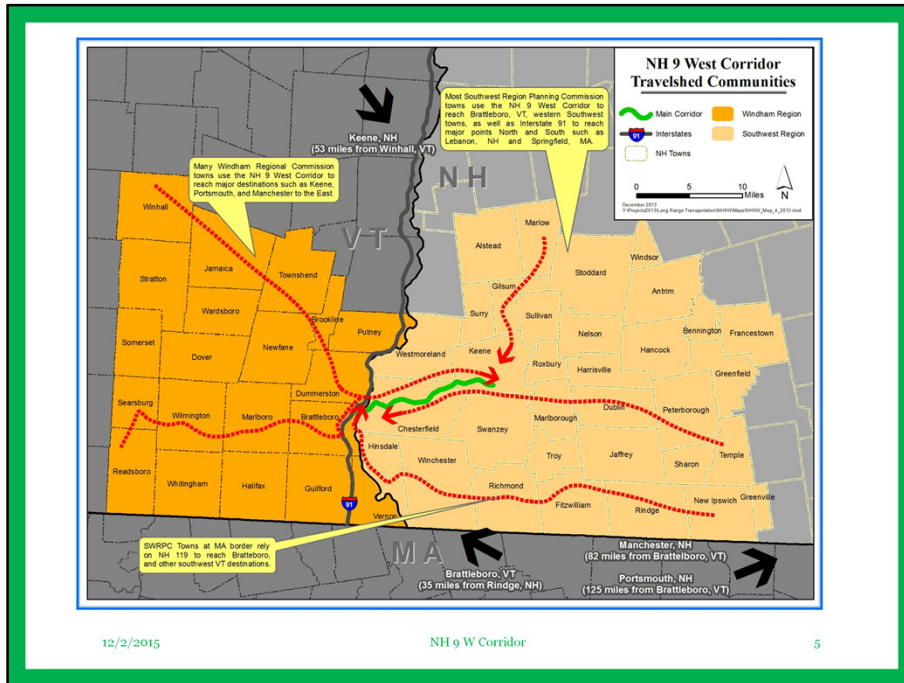 NH 9 West Corridor
Travelshed Communities
Main Corridor
Windham Region
91
Interstates
Southwest Region
NH Towns
0 5 10
Miles
N
December 2013
Keene, NH
(53 miles from Winhall, VT)
Most Southwest Region Planning Commission
towns use the NH 9 West Corridor to
reach Brattleboro, VT, western Southwest
towns, as well as Interstate 91 to reach
major points North and South such as
Lebanon, NH and Springfield, MA.
Many Windham Regional Commission
towns use the NH 9 West Corridor to
reach major destinations such as Keene,
Portsmouth, and Manchester to the East.
NH
VT
Winhall
Jamaica
Townshend
Stratton
Wardsboro
Brookline
Putney
Somerset
Dover
Newfane
Dummerston
Searsburg
Wilmington
Marlboro
Brattleboro
Readsboro
Whitingham
Halifax
Guilford
Vernon
91
Marlow
Alstead
Stoddard
Windsor
Antrim
Gilsum
Surry
Sullivan
Nelson
Bennington
Francestown
Hancock
Westmoreland
Keene
Roxbury
Harrisville
Greenfield
Dublin
Peterborough
Chesterfield
Swanzey
Marlborough
Hinsdale
Winchester
Troy
Jaffrey
Sharon
Temple
Richmond
Fitzwilliam
Rindge
New Ipswich
Greenville
SWRPC Towns at MA border rely
on NH 119 to reach Brattleboro,
and other southwest VT destinations.
MA
Brattleboro, VT
(35 miles from Rindge, NH)
Manchester, NH
(82 miles from Brattelboro, VT)
Portsmouth, NH
(125 miles from Brattleboro, VT)
12/2/2015
NH 9 W Corridor
5